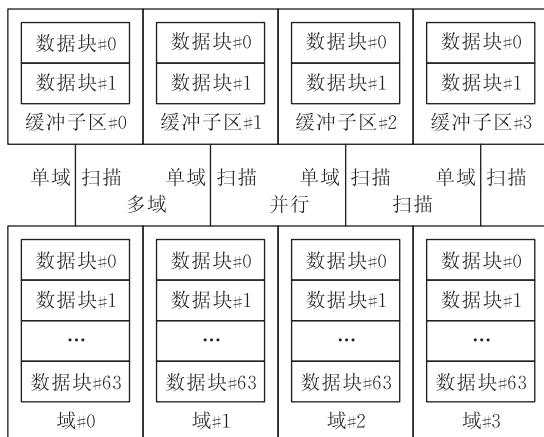 数据块#0 数据块#0 数据块#0 数据块#0
数据块#1 数据块#1 数据块#1 数据块#1
缓冲子区#0 缓冲子区#1 缓冲子区#2 缓冲子区#3
单域 扫描 单域 扫描 单域 扫描 单域 扫描
多域 并行 扫描
数据块#0 数据块#0 数据块#0 数据块#0
数据块#1 数据块#1 数据块#1 数据块#1
… … … …
数据块#63 数据块#63 数据块#63 数据块#63
域#0 域#1 域#2 域#3